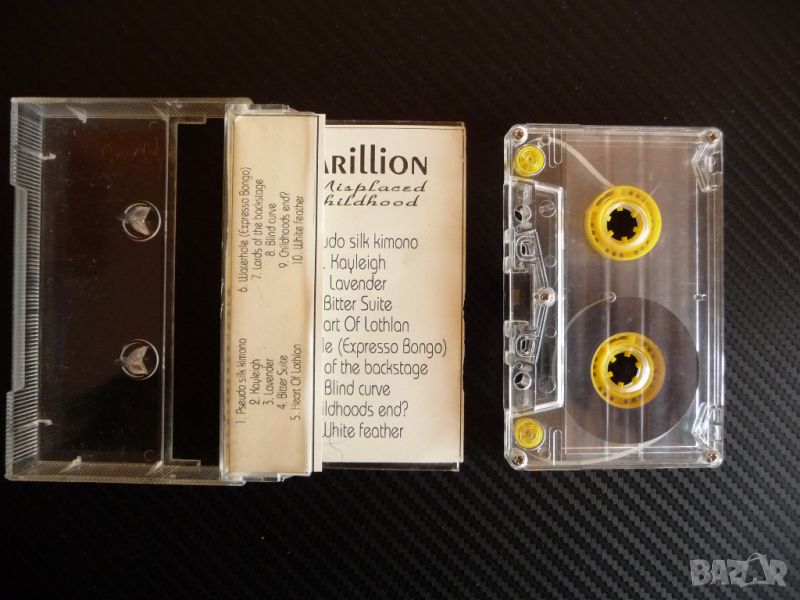 1. Pseudo silk kimono
2. Kayleigh
3. Lavender
4. Bitter Suite
5. Heart Of Lothlan
6. Waterhole (Expresso Bongo)
7. Lords of the backstage
8. Blind curve
9. Childhoods end?
10. White feather
ARILLION
Misplaced
hildhood
udo silk kimono
. Kayleigh
Lavender
Bitter Suite
art Of Lothlan
le (Expresso Bongo)
of the backstage
Blind curve
ildhoods end?
White feather
BAZAR